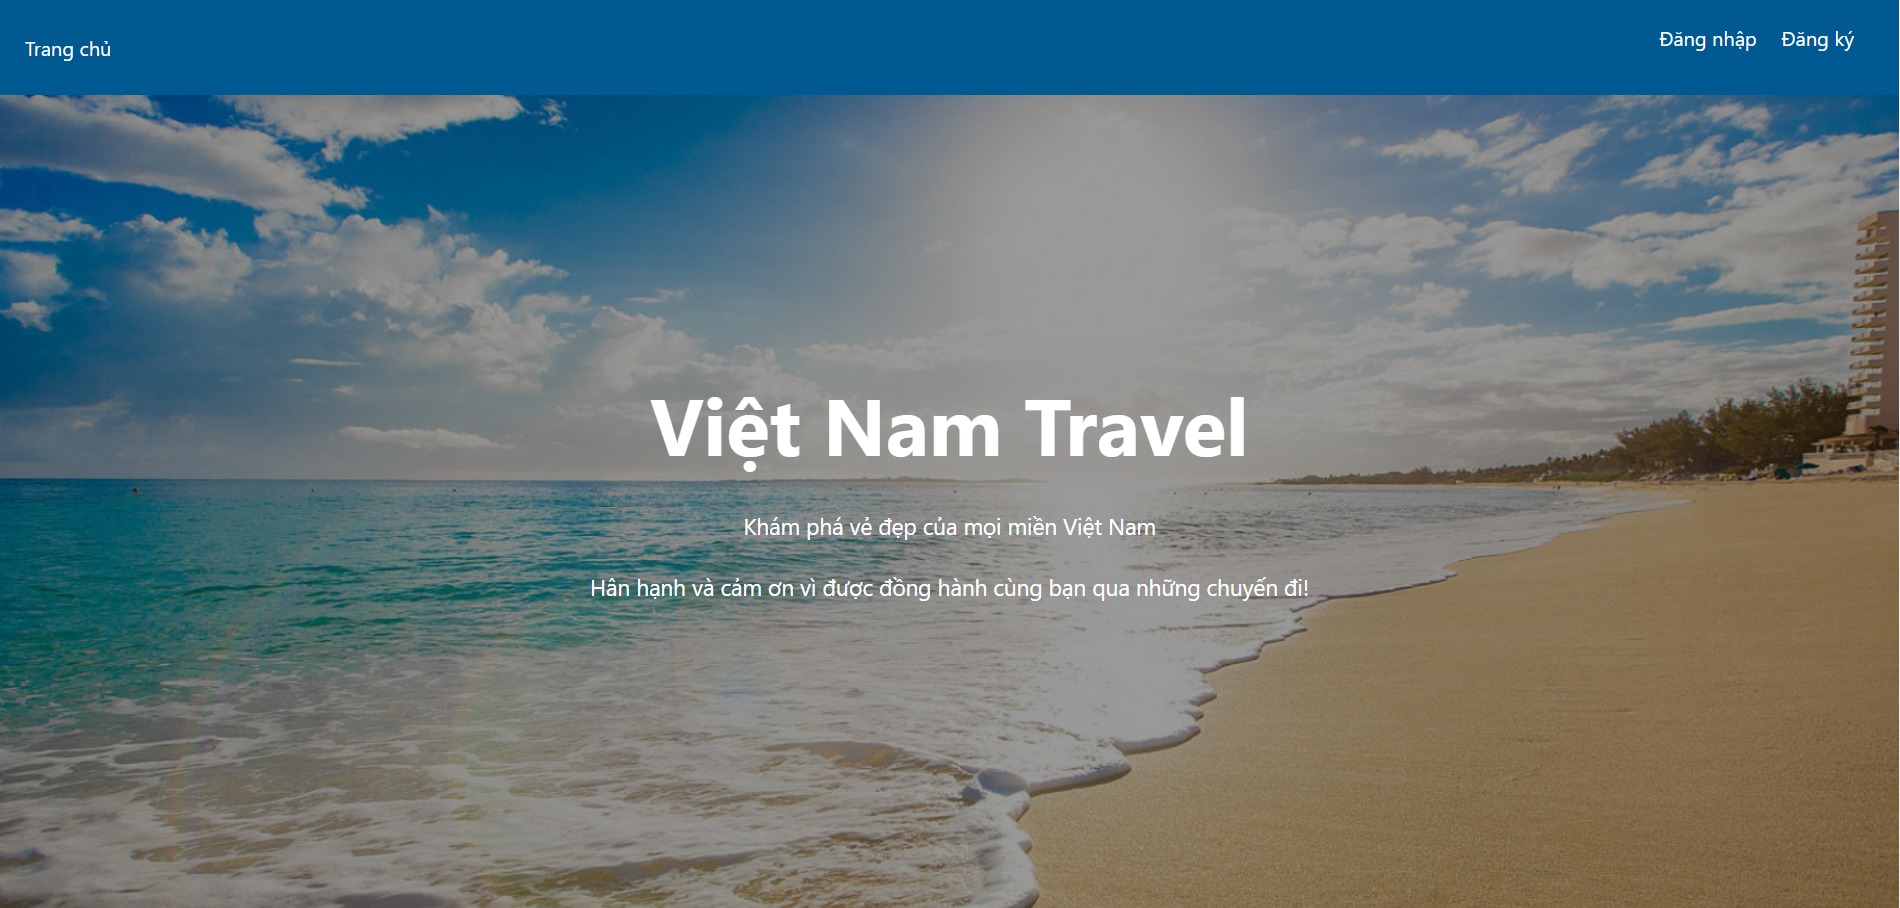 Trang chủ
Đăng nhập
Đăng ký
Việt Nam Travel
Khám phá vẻ đẹp của mọi miền Việt Nam
Hân hạnh và cảm ơn vì được đồng hành cùng bạn qua những chuyến đi!